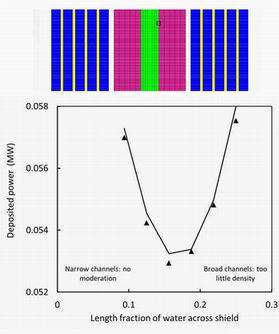 0.058
0.056
0.054
0.052
Deposited power (MW)
Narrow channels: no
moderation
Broad channels: too
little density
0
0.1
0.2
0.3
Length fraction of water across shield